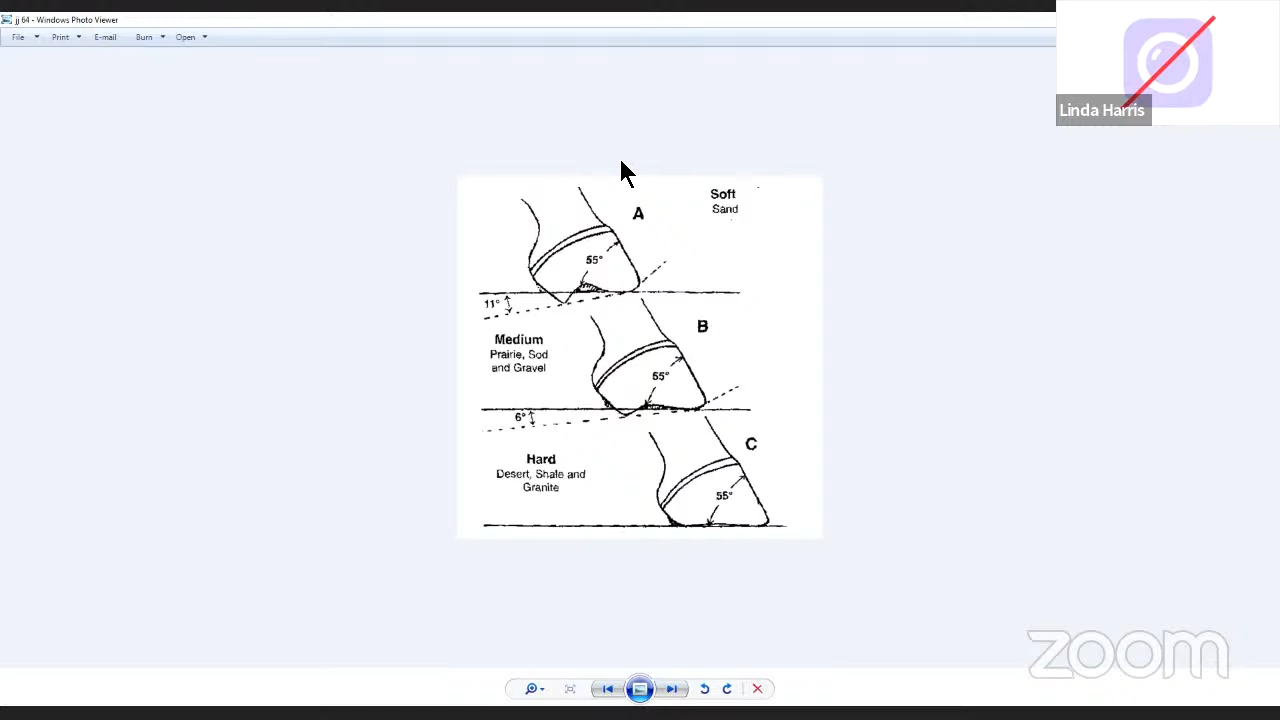 jj 64 - Windows Photo Viewer
File Print E-mail Burn Open
Linda Harris
Soft
Sand
A
55°
11°
Medium
Prairie, Sod
and Gravel
B
55°
6°
Hard
Desert, Shale and
Granite
C
55°
zoom